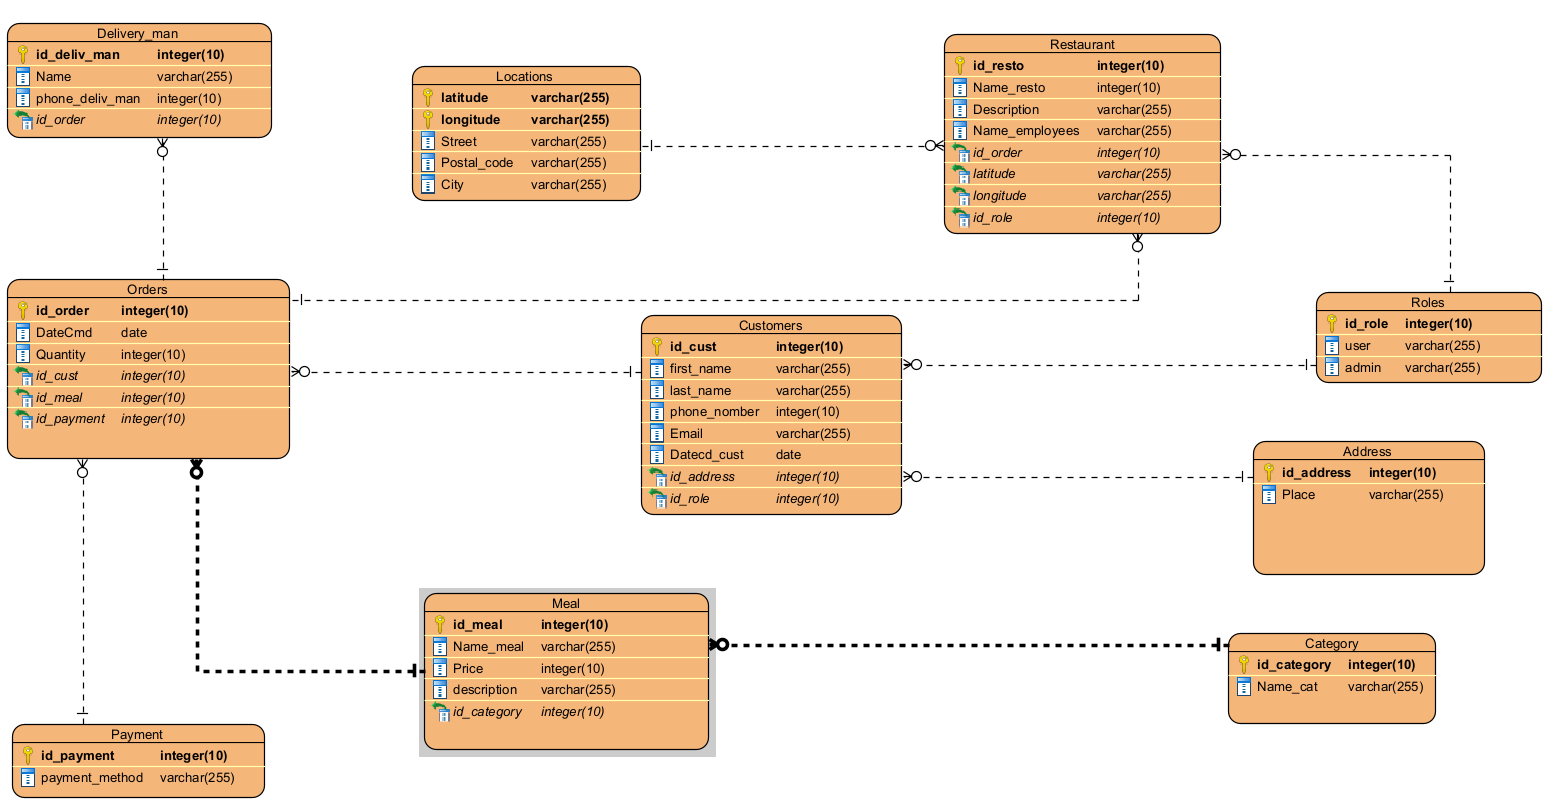 Delivery_man
id_deliv_man integer(10)
Name varchar(255)
phone_deliv_man integer(10)
id_order integer(10)
Locations
latitude varchar(255)
longitude varchar(255)
Street varchar(255)
Postal_code varchar(255)
City varchar(255)
Restaurant
id_resto integer(10)
Name_resto integer(10)
Description varchar(255)
Name_employees varchar(255)
id_order integer(10)
latitude varchar(255)
longitude varchar(255)
id_role integer(10)
Orders
id_order integer(10)
DateCmd date
Quantity integer(10)
id_cust integer(10)
id_meal integer(10)
id_payment integer(10)
Customers
id_cust integer(10)
first_name varchar(255)
last_name varchar(255)
phone_nomber integer(10)
Email varchar(255)
Datecd_cust date
id_address integer(10)
id_role integer(10)
Roles
id_role integer(10)
user varchar(255)
admin varchar(255)
Address
id_address integer(10)
Place varchar(255)
Meal
id_meal integer(10)
Name_meal varchar(255)
Price integer(10)
description varchar(255)
id_category integer(10)
Category
id_category integer(10)
Name_cat varchar(255)
Payment
id_payment integer(10)
payment_method varchar(255)